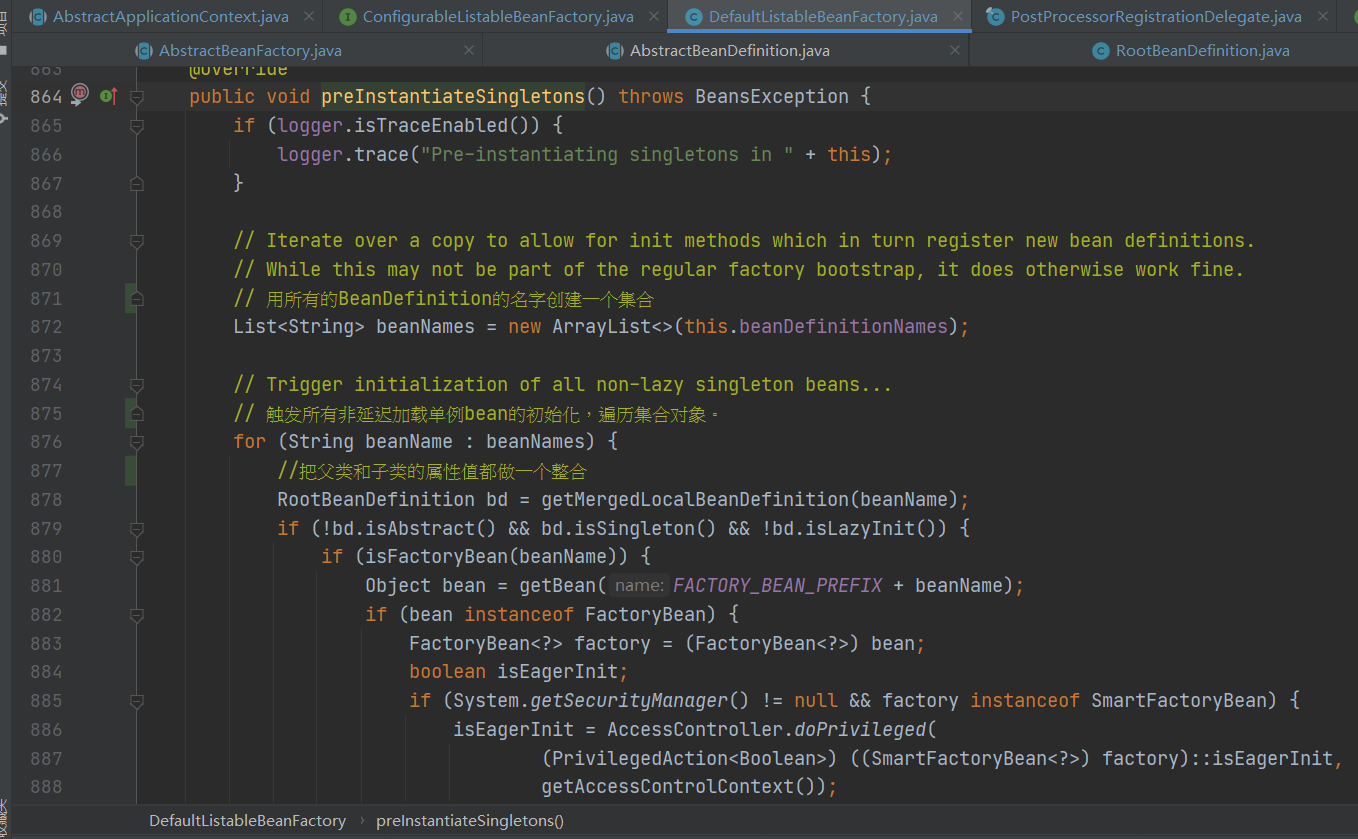 AbstractApplicationContext.java ConfigurableListableBeanFactory.java DefaultListableBeanFactory.java PostProcessorRegistrationDelegate.java
AbstractBeanFactory.java AbstractBeanDefinition.java RootBeanDefinition.java
863 @Override
864 public void preInstantiateSingletons() throws BeansException {
865 if (logger.isTraceEnabled()) {
866 logger.trace("Pre-instantiating singletons in " + this);
867 }
868
869 // Iterate over a copy to allow for init methods which in turn register new bean definitions.
870 // While this may not be part of the regular factory bootstrap, it does otherwise work fine.
871 // 用所有的BeanDefinition的名字创建一个集合
872 List<String> beanNames = new ArrayList<>(this.beanDefinitionNames);
873
874 // Trigger initialization of all non-lazy singleton beans...
875 // 触发所有非延迟加载单例bean的初始化，遍历集合对象。
876 for (String beanName : beanNames) {
877 //把父类和子类的属性值都做一个整合
878 RootBeanDefinition bd = getMergedLocalBeanDefinition(beanName);
879 if (!bd.isAbstract() && bd.isSingleton() && !bd.isLazyInit()) {
880 if (isFactoryBean(beanName)) {
881 Object bean = getBean( name: FACTORY_BEAN_PREFIX + beanName);
882 if (bean instanceof FactoryBean) {
883 FactoryBean<?> factory = (FactoryBean<?>) bean;
884 boolean isEagerInit;
885 if (System.getSecurityManager() != null && factory instanceof SmartFactoryBean) {
886 isEagerInit = AccessController.doPrivileged(
887 (PrivilegedAction<Boolean>) ((SmartFactoryBean<?>) factory)::isEagerInit,
888 getAccessControlContext());
DefaultListableBeanFactory › preInstantiateSingletons()